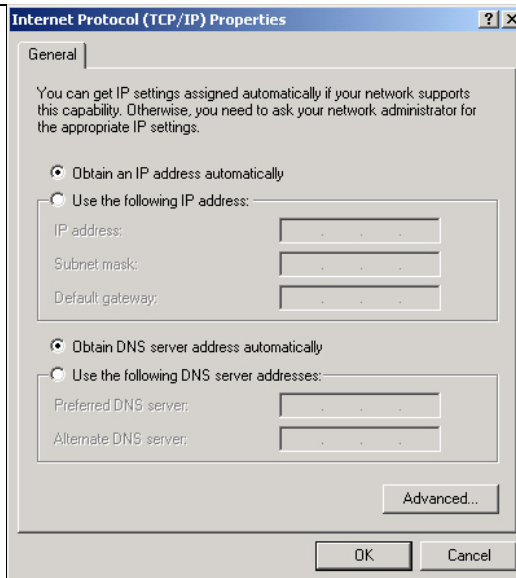 Internet Protocol (TCP/IP) Properties
General
You can get IP settings assigned automatically if your network supports
this capability. Otherwise, you need to ask your network administrator for
the appropriate IP settings.
Obtain an IP address automatically
Use the following IP address:
IP address:
Subnet mask:
Default gateway:
Obtain DNS server address automatically
Use the following DNS server addresses:
Preferred DNS server:
Alternate DNS server:
Advanced...
OK
Cancel